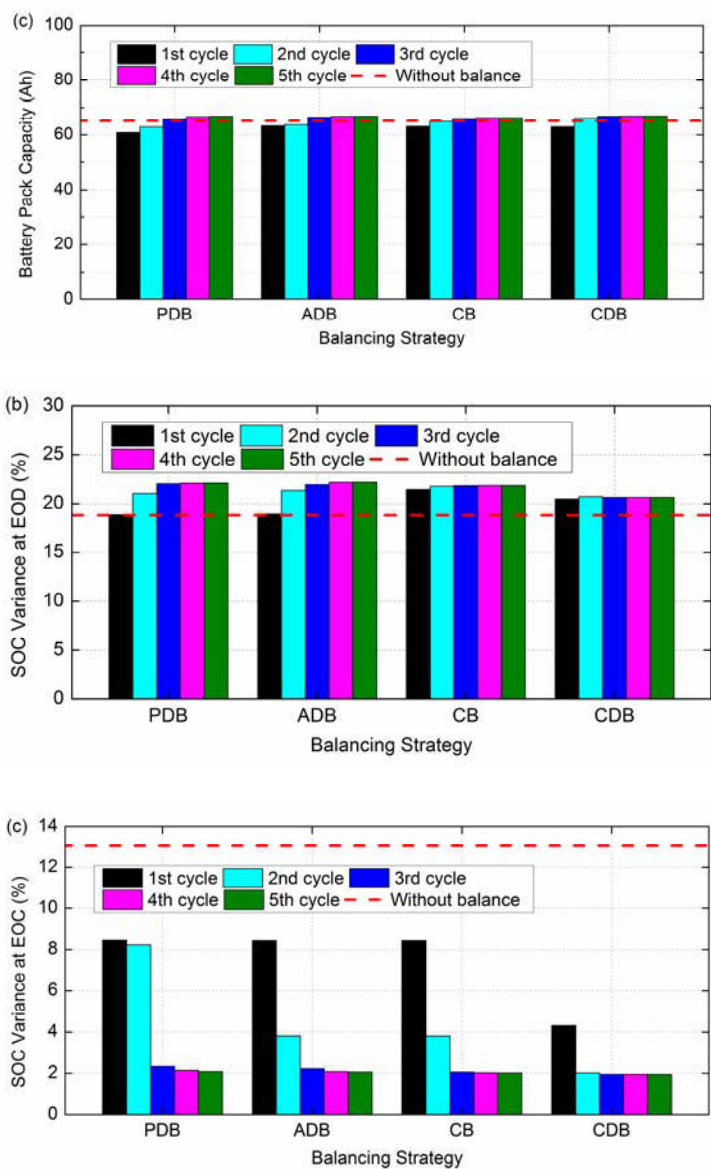 (c)
100
80
60
40
20
0
Battery Pack Capacity (Ah)
1st cycle 2nd cycle 3rd cycle
4th cycle 5th cycle Without balance
PDB ADB CB CDB
Balancing Strategy
(b)
30
25
20
15
10
5
0
SOC Variance at EOD (%)
1st cycle 2nd cycle 3rd cycle
4th cycle 5th cycle Without balance
PDB ADB CB CDB
Balancing Strategy
(c)
14
12
10
8
6
4
2
0
SOC Variance at EOC (%)
1st cycle 2nd cycle 3rd cycle
4th cycle 5th cycle Without balance
PDB ADB CB CDB
Balancing Strategy